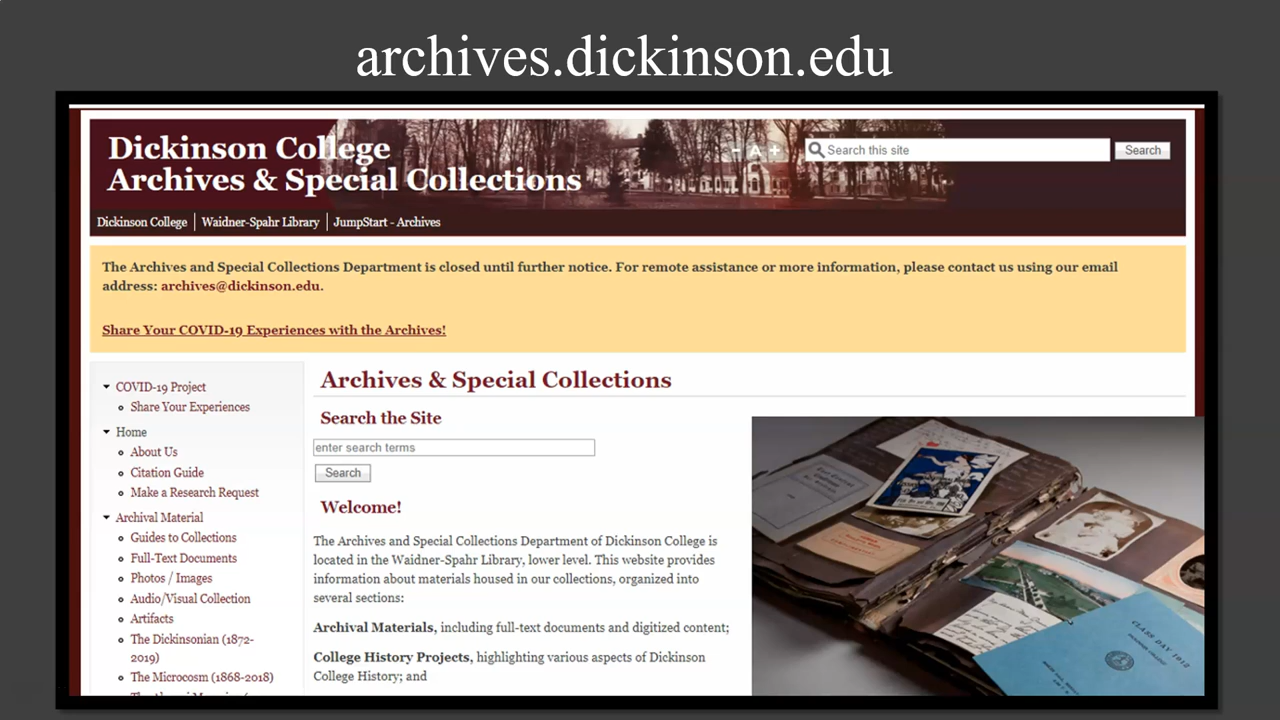 archives.dickinson.edu
Dickinson College
Archives & Special Collections
- A +
Search this site
Search
Dickinson College
Waidner-Spahr Library
JumpStart - Archives
The Archives and Special Collections Department is closed until further notice. For remote assistance or more information, please contact us using our email
address: archives@dickinson.edu.
Share Your COVID-19 Experiences with the Archives!
COVID-19 Project
Share Your Experiences
Home
About Us
Citation Guide
Make a Research Request
Archival Material
Guides to Collections
Full-Text Documents
Photos / Images
Audio/Visual Collection
Artifacts
The Dickinsonian (1872-
2019)
The Microcosm (1868-2018)
Archives & Special Collections
Search the Site
enter search terms
Search
Welcome!
The Archives and Special Collections Department of Dickinson College is
located in the Waidner-Spahr Library, lower level. This website provides
information about materials housed in our collections, organized into
several sections:
Archival Materials, including full-text documents and digitized content;
College History Projects, highlighting various aspects of Dickinson
College History; and
CLASS DAY 1912